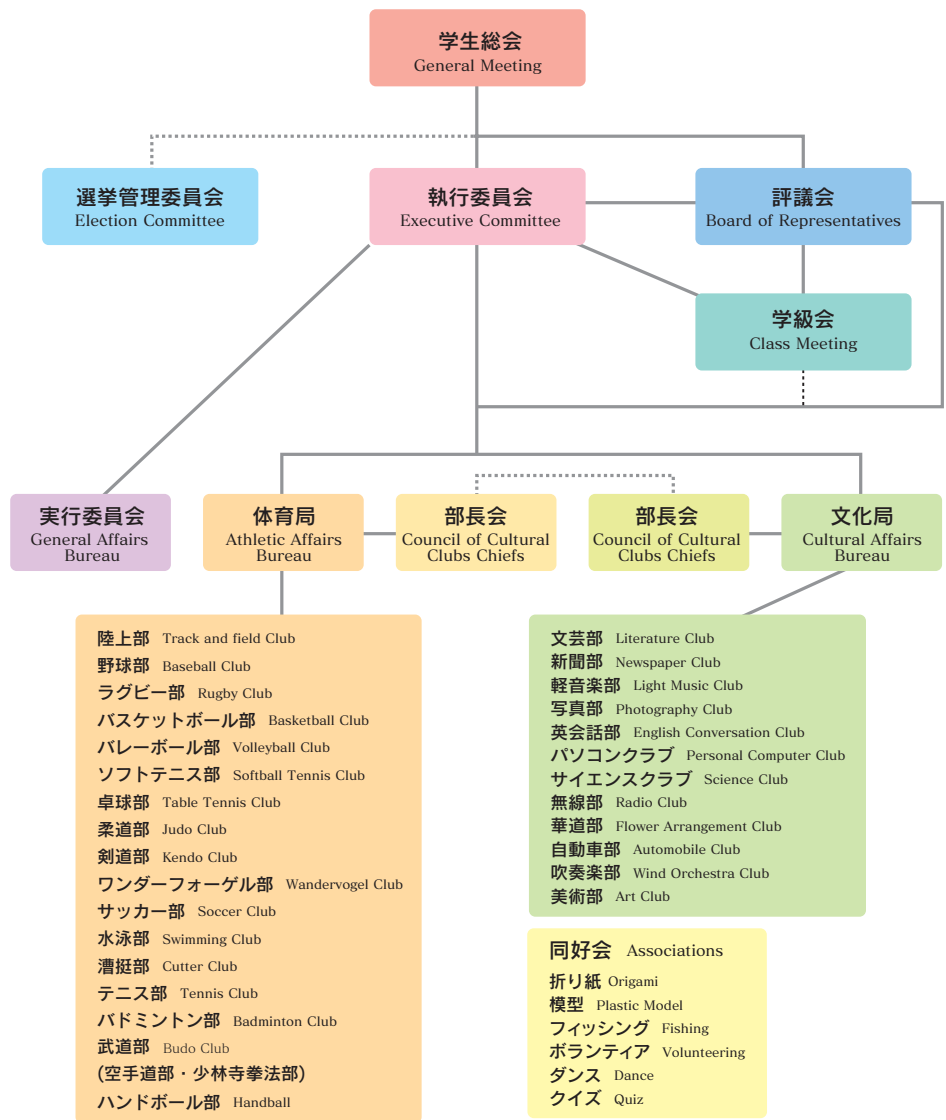 学生総会
General Meeting
選挙管理委員会
Election Committee
執行委員会
Executive Committee
評議会
Board of Representatives
学級会
Class Meeting
実行委員会
General Affairs
Bureau
体育局
Athletic Affairs
Bureau
部長会
Council of Cultural
Clubs Chiefs
部長会
Council of Cultural
Clubs Chiefs
文化局
Cultural Affairs
Bureau
陸上部 Track and field Club
野球部 Baseball Club
ラグビー部 Rugby Club
バスケットボール部 Basketball Club
バレーボール部 Volleyball Club
ソフトテニス部 Softball Tennis Club
卓球部 Table Tennis Club
柔道部 Judo Club
剣道部 Kendo Club
ワンダーフォーゲル部 Wandervogel Club
サッカー部 Soccer Club
水泳部 Swimming Club
漕挺部 Cutter Club
テニス部 Tennis Club
バドミントン部 Badminton Club
武道部 Budo Club
(空手道部・少林寺拳法部)
ハンドボール部 Handball
文芸部 Literature Club
新聞部 Newspaper Club
軽音楽部 Light Music Club
写真部 Photography Club
英会話部 English Conversation Club
パソコンクラブ Personal Computer Club
サイエンスクラブ Science Club
無線部 Radio Club
華道部 Flower Arrangement Club
自動車部 Automobile Club
吹奏楽部 Wind Orchestra Club
美術部 Art Club
同好会 Associations
折り紙 Origami
模型 Plastic Model
フィッシング Fishing
ボランティア Volunteering
ダンス Dance
クイズ Quiz